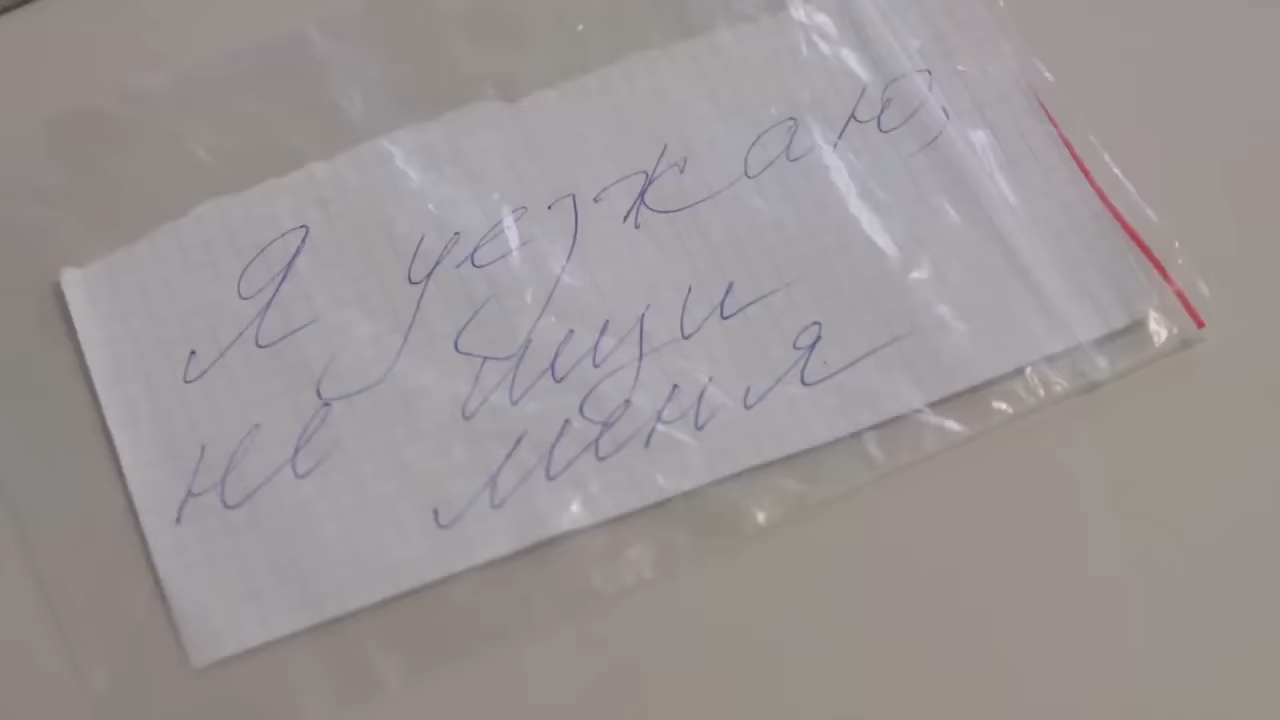 Я уезжаю,
не ищи
меня